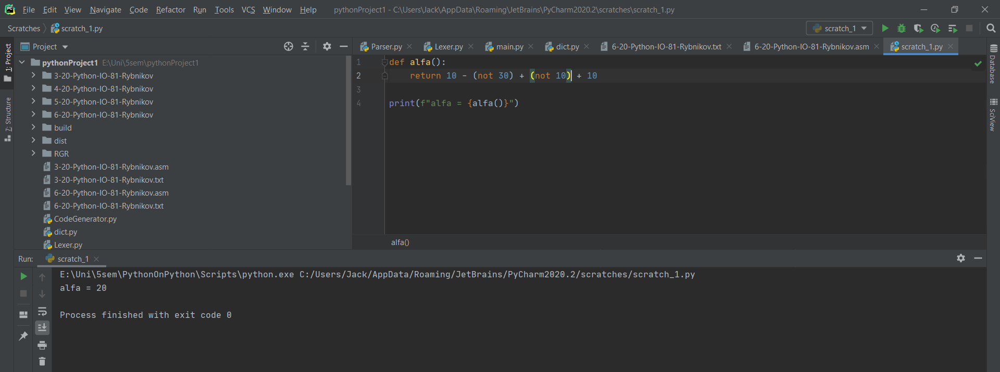 PC File Edit View Navigate Code Refactor Run Tools VCS Window Help pythonProject1 - C:\Users\Jack\AppData\Roaming\JetBrains\PyCharm2020.2\scratches\scratch_1.py
Scratches scratch_1.py scratch_1
Project Parser.py Lexer.py main.py dict.py 6-20-Python-IO-81-Rybnikov.txt 6-20-Python-IO-81-Rybnikov.asm scratch_1.py
1: Project
7: Structure
pythonProject1 E:\Uni\5sem\pythonProject1
3-20-Python-IO-81-Rybnikov
4-20-Python-IO-81-Rybnikov
5-20-Python-IO-81-Rybnikov
6-20-Python-IO-81-Rybnikov
build
dist
RGR
3-20-Python-IO-81-Rybnikov.asm
3-20-Python-IO-81-Rybnikov.txt
6-20-Python-IO-81-Rybnikov.asm
6-20-Python-IO-81-Rybnikov.txt
CodeGenerator.py
dict.py
Lexer.py
1 def alfa():
2 return 10 - (not 30) + (not 10) + 10
3
4 print(f"alfa = {alfa()}")
alfa()
Database
SciView
Run: scratch_1
E:\Uni\5sem\PythonOnPython\Scripts\python.exe C:/Users/Jack/AppData/Roaming/JetBrains/PyCharm2020.2/scratches/scratch_1.py
alfa = 20
Process finished with exit code 0